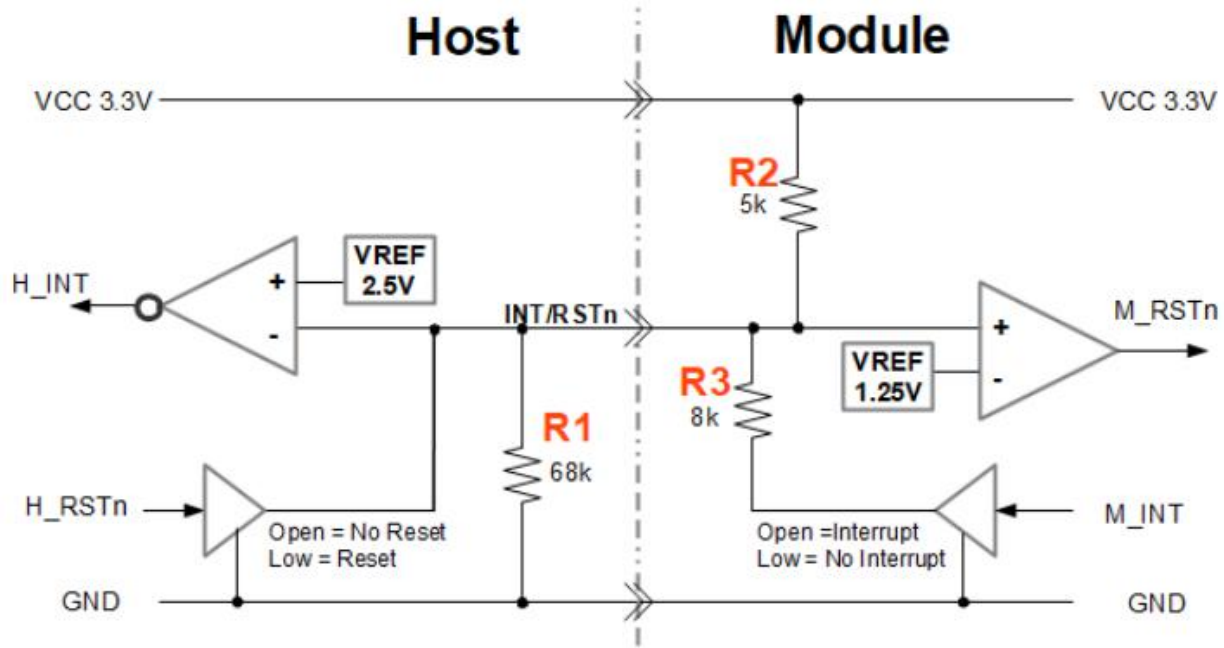 Host
Module
VCC 3.3V
VCC 3.3V
R2
5k
H_INT
+
-
VREF
2.5V
INT/RSTn
+
-
M_RSTn
VREF
1.25V
R3
8k
R1
68k
H_RSTn
Open = No Reset
Low = Reset
Open =Interrupt
Low = No Interrupt
M_INT
GND
GND